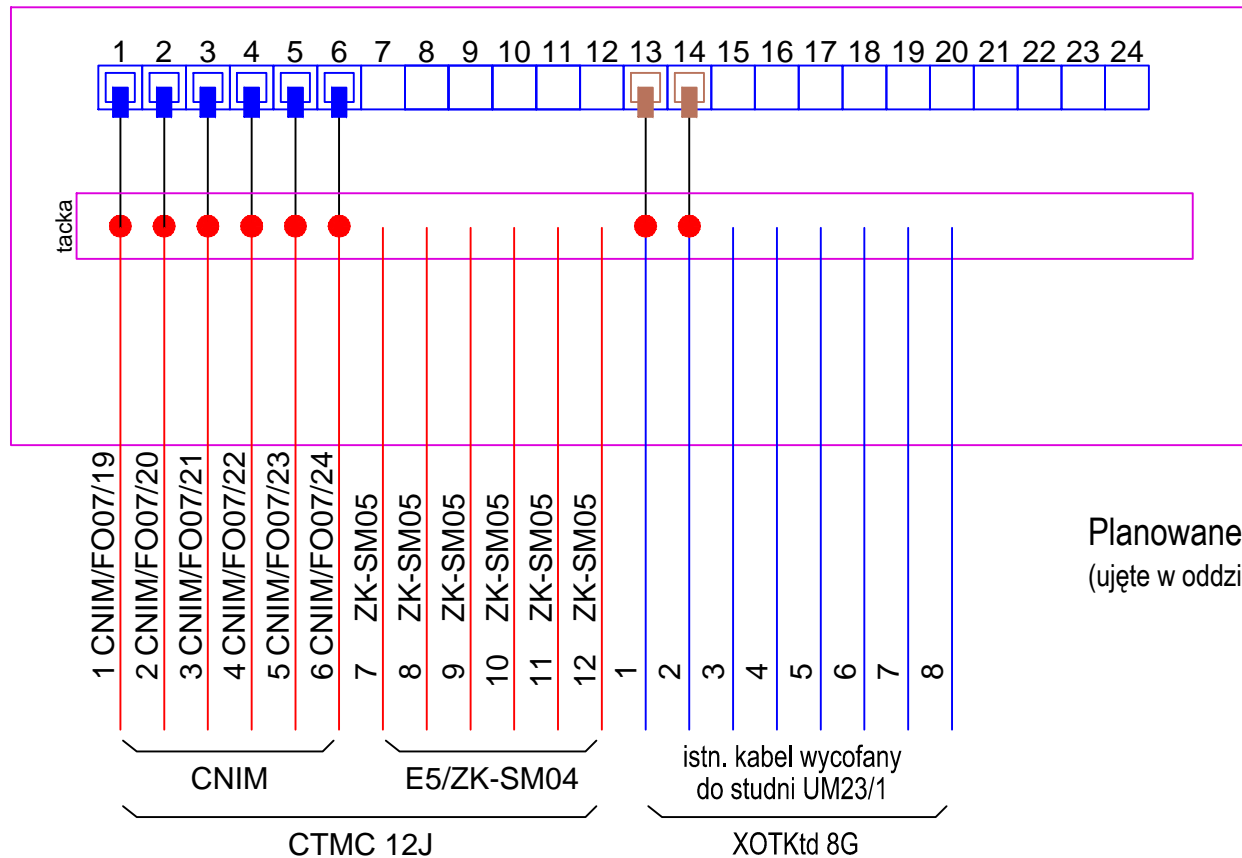 1 2 3 4 5 6 7 8 9 10 11 12 13 14 15 16 17 18 19 20 21 22 23 24
tacka
1 CNIM/FO07/19
2 CNIM/FO07/20
3 CNIM/FO07/21
4 CNIM/FO07/22
5 CNIM/FO07/23
6 CNIM/FO07/24
7 ZK-SM05
8 ZK-SM05
9 ZK-SM05
10 ZK-SM05
11 ZK-SM05
12 ZK-SM05
1
2
3
4
5
6
7
8
Planowane
(ujęte w oddzi
CNIM
E5/ZK-SM04
istn. kabel wycofany
do studni UM23/1
CTMC 12J
XOTKtd 8G